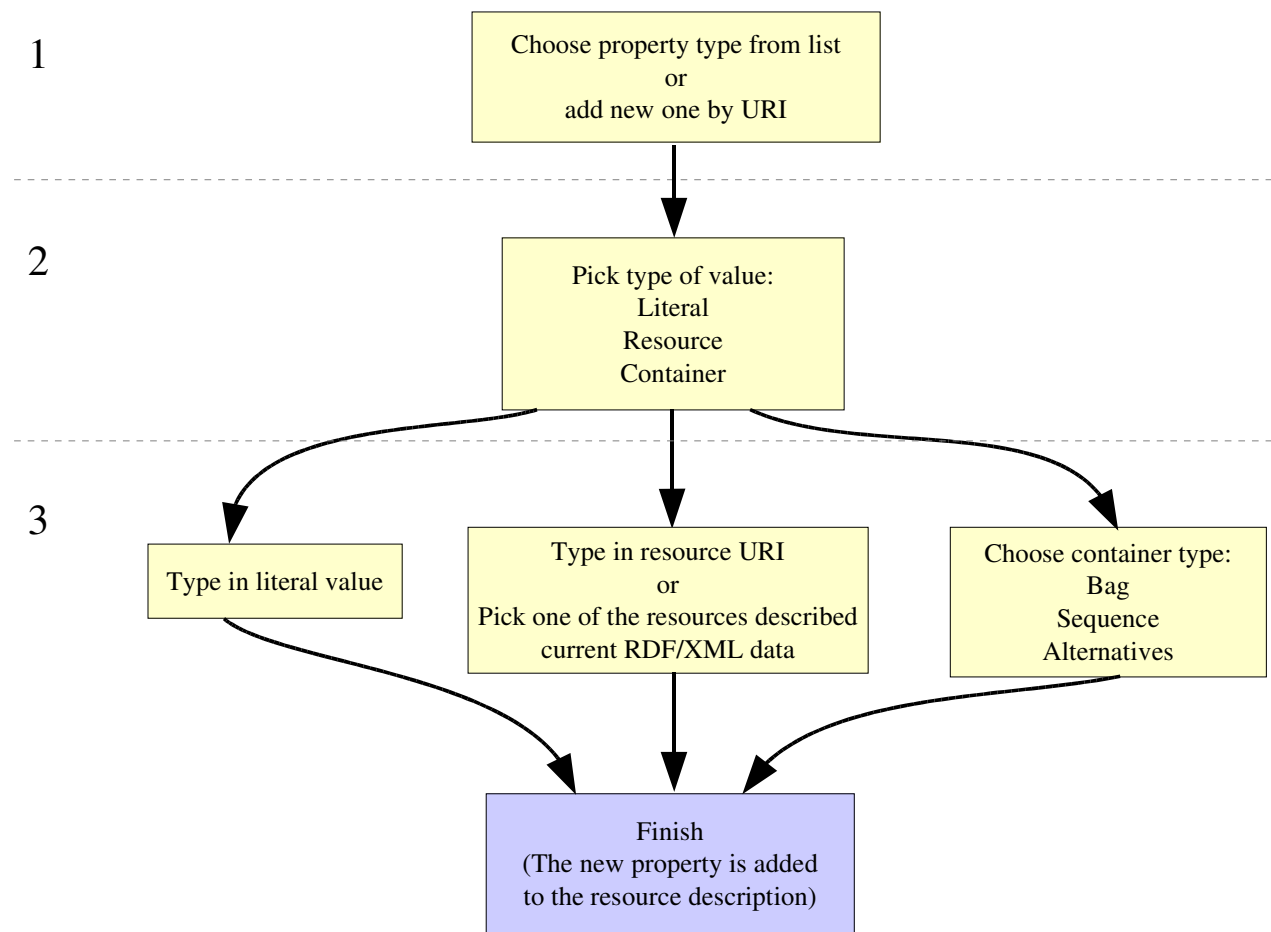 1
Choose property type from list
or
add new one by URI
2
Pick type of value:
Literal
Resource
Container
3
Type in literal value
Type in resource URI
or
Pick one of the resources described
current RDF/XML data
Choose container type:
Bag
Sequence
Alternatives
Finish
(The new property is added
to the resource description)